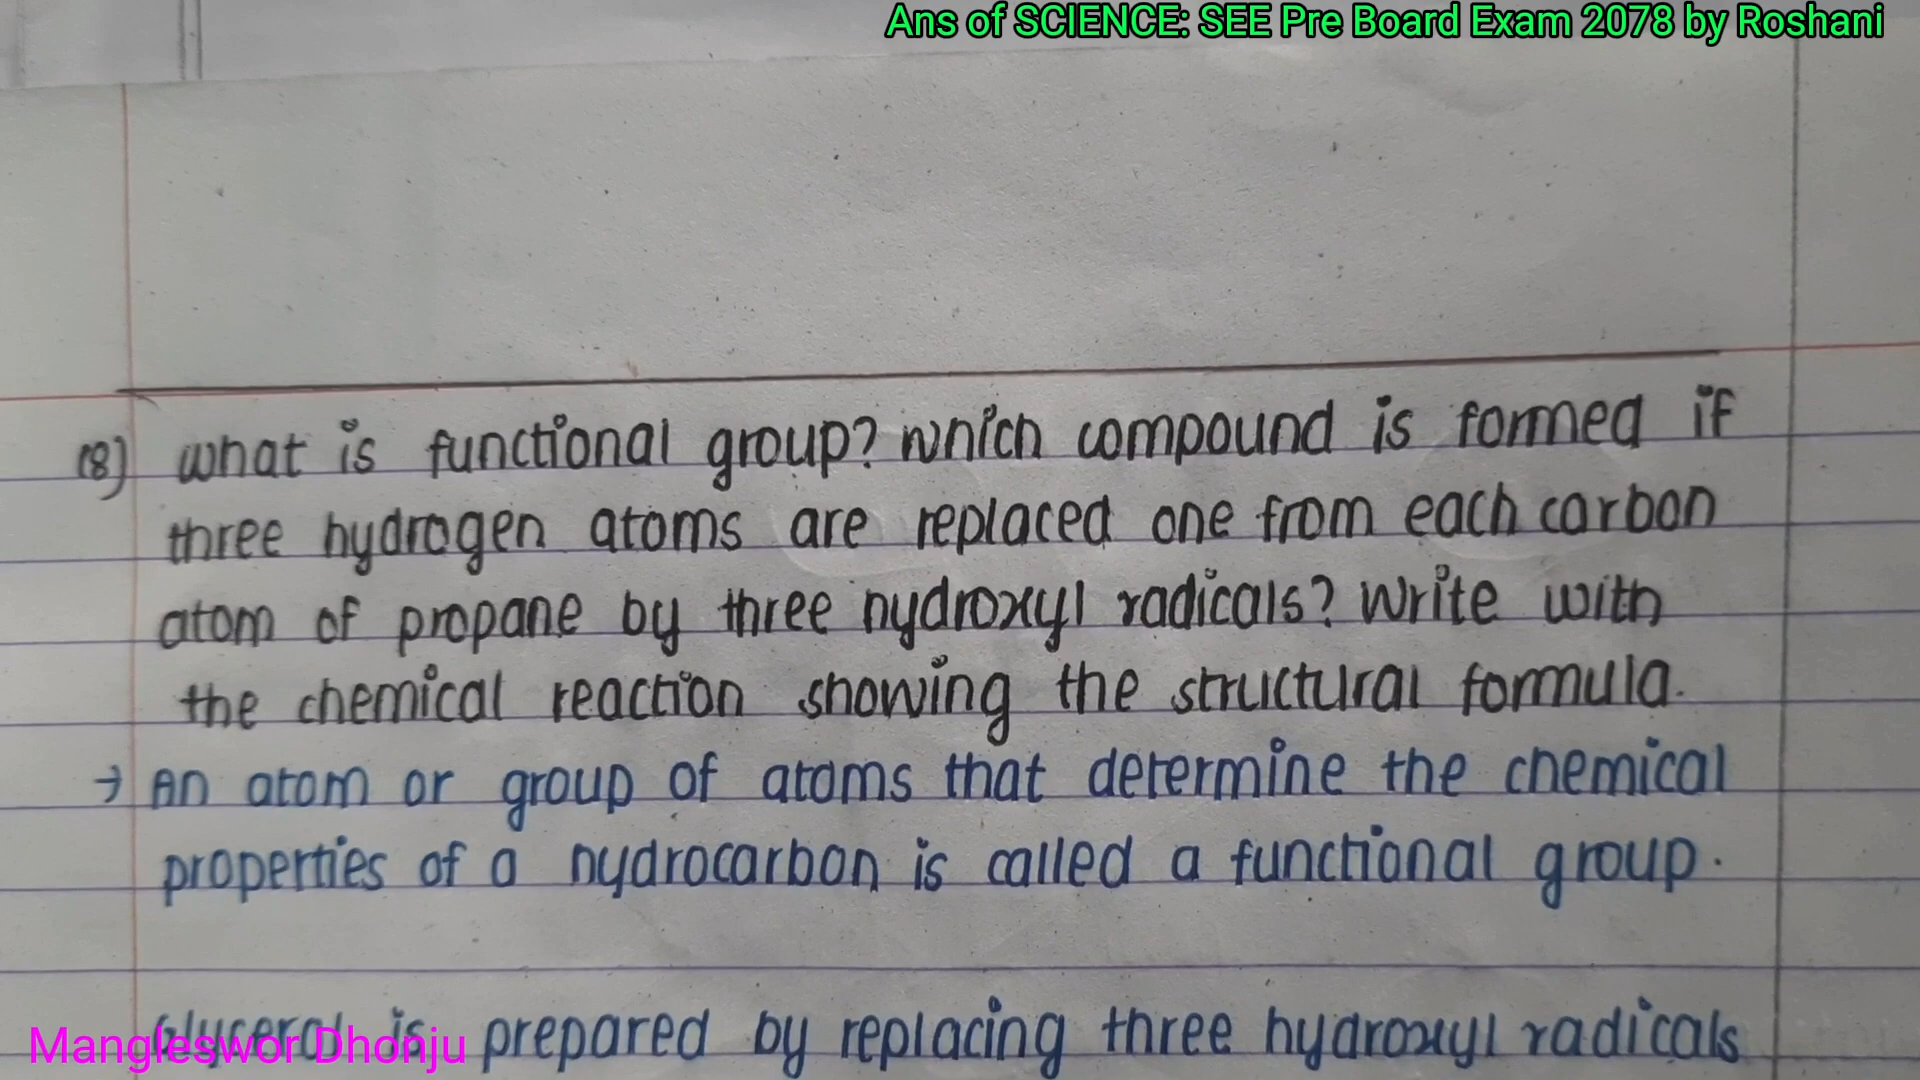 Ans of SCIENCE: SEE Pre Board Exam 2078 by Roshani
(8) what is functional group? which compound is formed if
three hydrogen atoms are replaced one from each carbon
atom of propane by three hydroxyl radicals? Write with
the chemical reaction showing the structural formula.
→ An atom or group of atoms that determine the chemical
properties of a hydrocarbon is called a functional group.
Glycerol is prepared by replacing three hydroxyl radicals
Mangleswor Dhonju